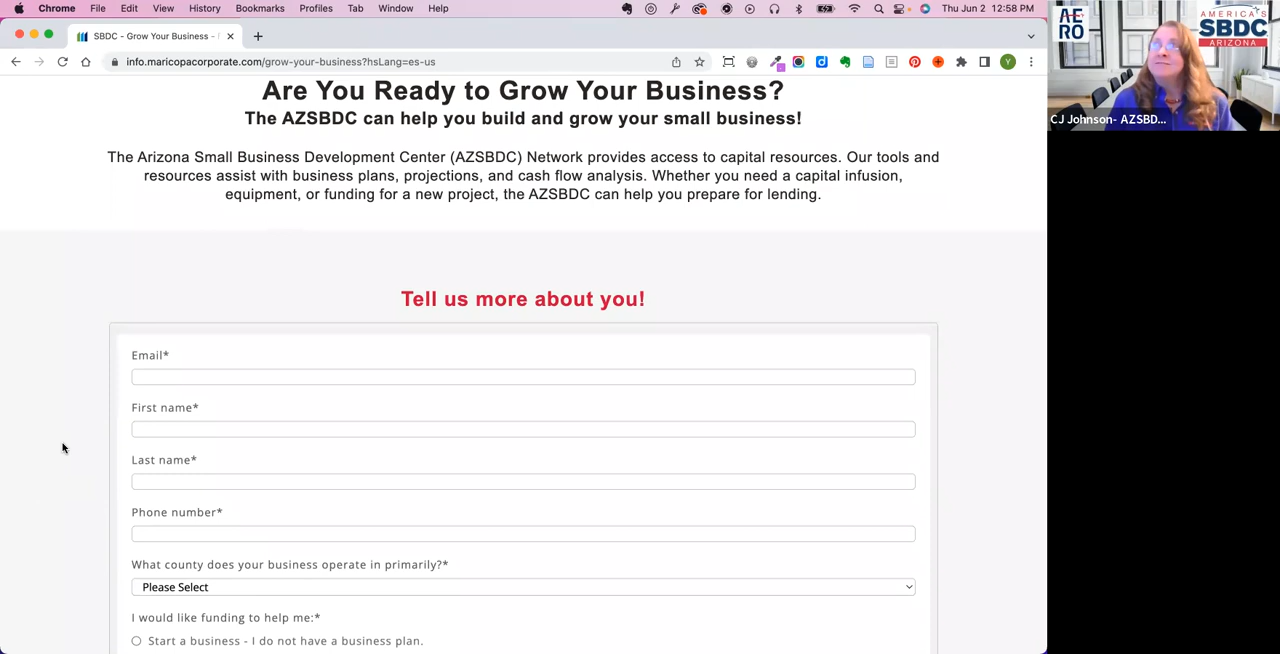 Chrome File Edit View History Bookmarks Profiles Tab Window Help Thu Jun 2 12:58 PM
SBDC - Grow Your Business -
info.maricopacorporate.com/grow-your-business?hsLang=es-us
Y
Are You Ready to Grow Your Business?
The AZSBDC can help you build and grow your small business!
The Arizona Small Business Development Center (AZSBDC) Network provides access to capital resources. Our tools and
resources assist with business plans, projections, and cash flow analysis. Whether you need a capital infusion,
equipment, or funding for a new project, the AZSBDC can help you prepare for lending.
Tell us more about you!
Email*
First name*
Last name*
Phone number*
What county does your business operate in primarily?*
Please Select
I would like funding to help me:*
Start a business - I do not have a business plan.
AE
RO
AMERICA'S
SBDC
ARIZONA
CJ Johnson- AZSBD...